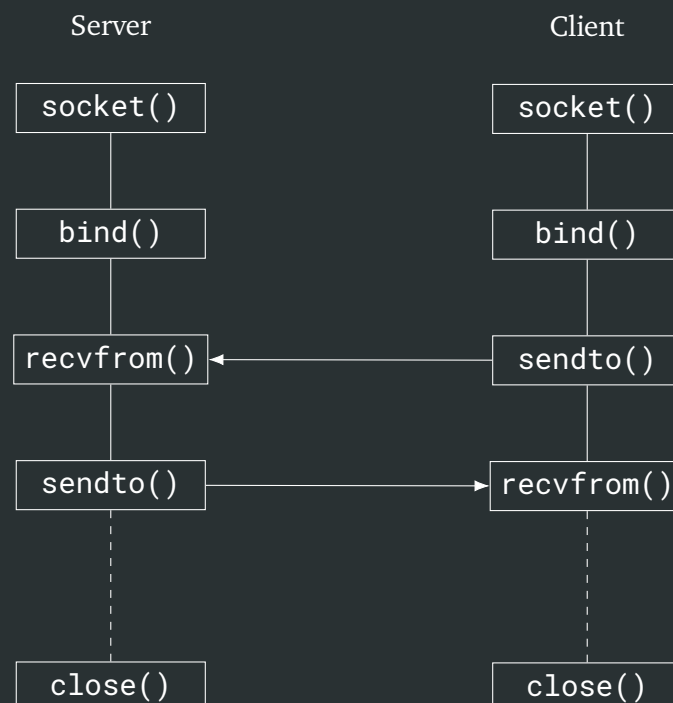 Server
Client
socket()
socket()
bind()
bind()
recvfrom()
sendto()
sendto()
recvfrom()
close()
close()